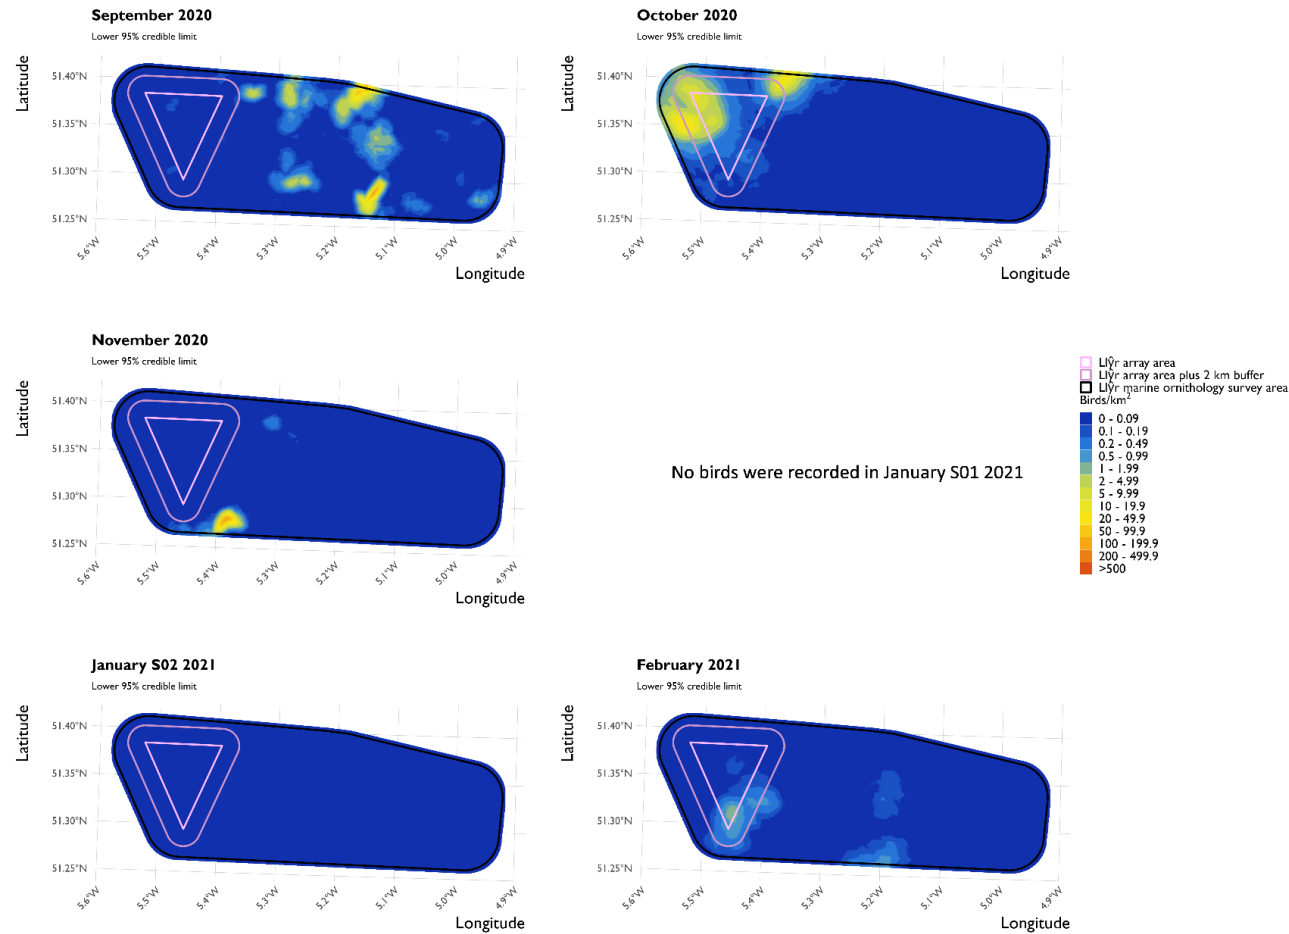 September 2020
Lower 95% credible limit
Latitude
51.40°N
51.35°N
51.30°N
51.25°N
5.6°W
5.5°W
5.4°W
5.3°W
5.2°W
5.1°W
5.0°W
4.9°W
Longitude
October 2020
Lower 95% credible limit
Latitude
51.40°N
51.35°N
51.30°N
51.25°N
5.6°W
5.5°W
5.4°W
5.3°W
5.2°W
5.1°W
5.0°W
4.9°W
Longitude
November 2020
Lower 95% credible limit
Latitude
51.40°N
51.35°N
51.30°N
51.25°N
5.6°W
5.5°W
5.4°W
5.3°W
5.2°W
5.1°W
5.0°W
4.9°W
Longitude
No birds were recorded in January S01 2021
Llŷr array area
Llŷr array area plus 2 km buffer
Llŷr marine ornithology survey area
Birds/km²
0 - 0.09
0.1 - 0.19
0.2 - 0.49
0.5 - 0.99
1 - 1.99
2 - 4.99
5 - 9.99
10 - 19.9
20 - 49.9
50 - 99.9
100 - 199.9
200 - 499.9
>500
January S02 2021
Lower 95% credible limit
Latitude
51.40°N
51.35°N
51.30°N
51.25°N
5.6°W
5.5°W
5.4°W
5.3°W
5.2°W
5.1°W
5.0°W
4.9°W
Longitude
February 2021
Lower 95% credible limit
Latitude
51.40°N
51.35°N
51.30°N
51.25°N
5.6°W
5.5°W
5.4°W
5.3°W
5.2°W
5.1°W
5.0°W
4.9°W
Longitude